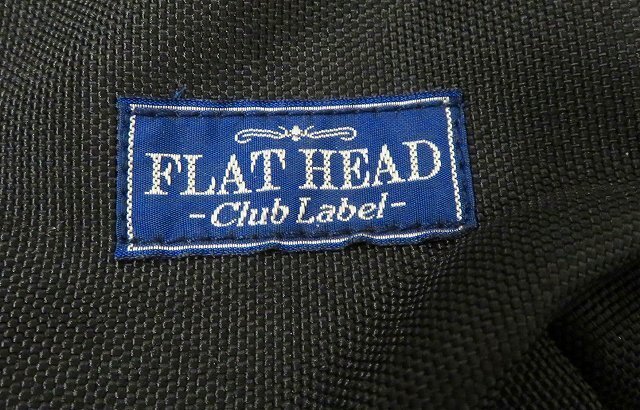 FLAT HEAD
-Club Label-